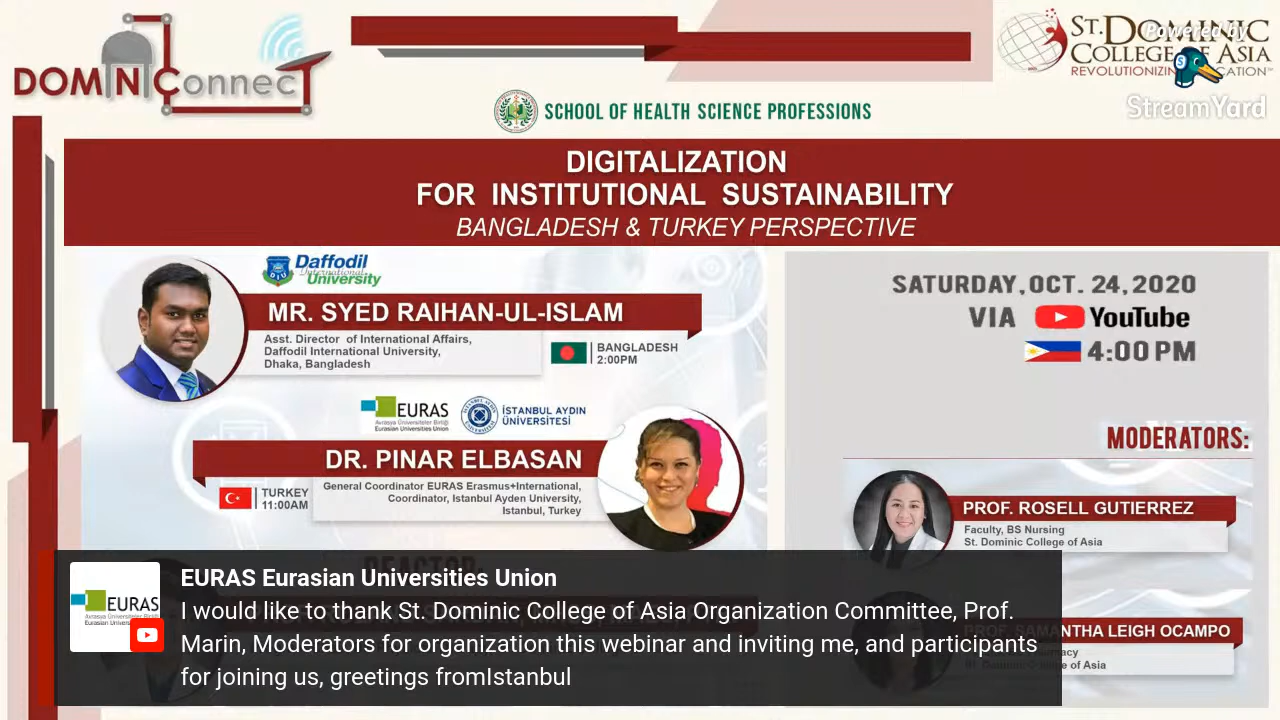 DOMINIConnecT
ST. DOMINIC
COLLEGE OF ASIA
Powered by
StreamYard
SCHOOL OF HEALTH SCIENCE PROFESSIONS
DIGITALIZATION
FOR INSTITUTIONAL SUSTAINABILITY
BANGLADESH & TURKEY PERSPECTIVE
Daffodil
International
University
MR. SYED RAIHAN-UL-ISLAM
Asst. Director of International Affairs,
Daffodil International University,
Dhaka, Bangladesh
BANGLADESH
2:00PM
EURAS
Avrasya Üniversiteler Birliği
Eurasian Universities Union
İSTANBUL AYDIN
ÜNİVERSİTESİ
DR. PINAR ELBASAN
General Coordinator EURAS Erasmus+International,
Coordinator, Istanbul Ayden University,
Istanbul, Turkey
TURKEY
11:00AM
SATURDAY, OCT. 24, 2020
VIA YouTube
4:00 PM
MODERATORS:
PROF. ROSELL GUTIERREZ
Faculty, BS Nursing
St. Dominic College of Asia
PROF. SAMANTHA LEIGH OCAMPO
EURAS
EURAS Eurasian Universities Union
I would like to thank St. Dominic College of Asia Organization Committee, Prof.
Marin, Moderators for organization this webinar and inviting me, and participants
for joining us, greetings fromIstanbul